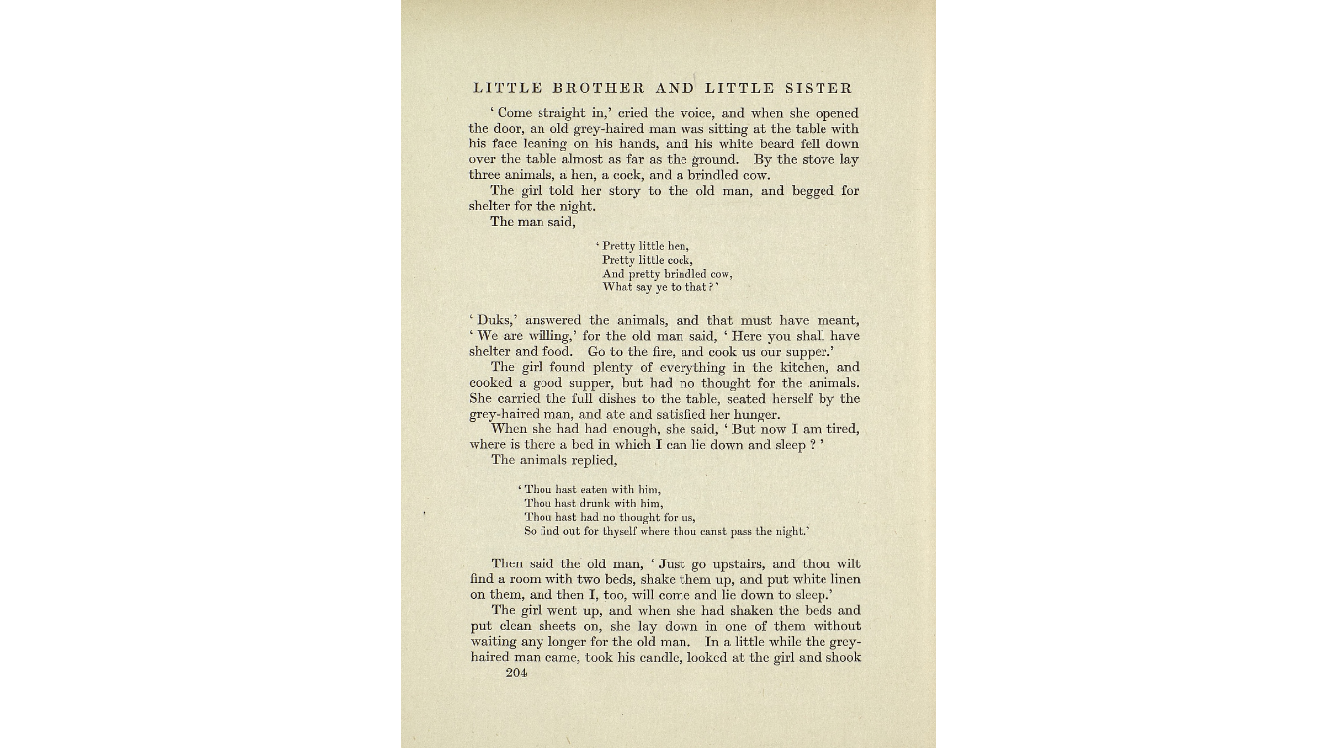 LITTLE BROTHER AND LITTLE SISTER
‘ Come straight in,’ cried the voice, and when she opened
the door, an old grey-haired man was sitting at the table with
his face leaning on his hands, and his white beard fell down
over the table almost as far as the ground. By the stove lay
three animals, a hen, a cock, and a brindled cow.
The girl told her story to the old man, and begged for
shelter for the night.
The man said,
‘ Pretty little hen,
Pretty little cock,
And pretty brindled cow,
What say ye to that ? ’
‘ Duks,’ answered the animals, and that must have meant,
‘ We are willing,’ for the old man said, ‘ Here you shall have
shelter and food. Go to the fire, and cook us our supper.’
The girl found plenty of everything in the kitchen, and
cooked a good supper, but had no thought for the animals.
She carried the full dishes to the table, seated herself by the
grey-haired man, and ate and satisfied her hunger.
When she had had enough, she said, ‘ But now I am tired,
where is there a bed in which I can lie down and sleep ? ’
The animals replied,
‘ Thou hast eaten with him,
Thou hast drunk with him,
Thou hast had no thought for us,
So find out for thyself where thou canst pass the night.’
Then said the old man, ‘ Just go upstairs, and thou wilt
find a room with two beds, shake them up, and put white linen
on them, and then I, too, will come and lie down to sleep.’
The girl went up, and when she had shaken the beds and
put clean sheets on, she lay down in one of them without
waiting any longer for the old man. In a little while the grey-
haired man came, took his candle, looked at the girl and shook
204